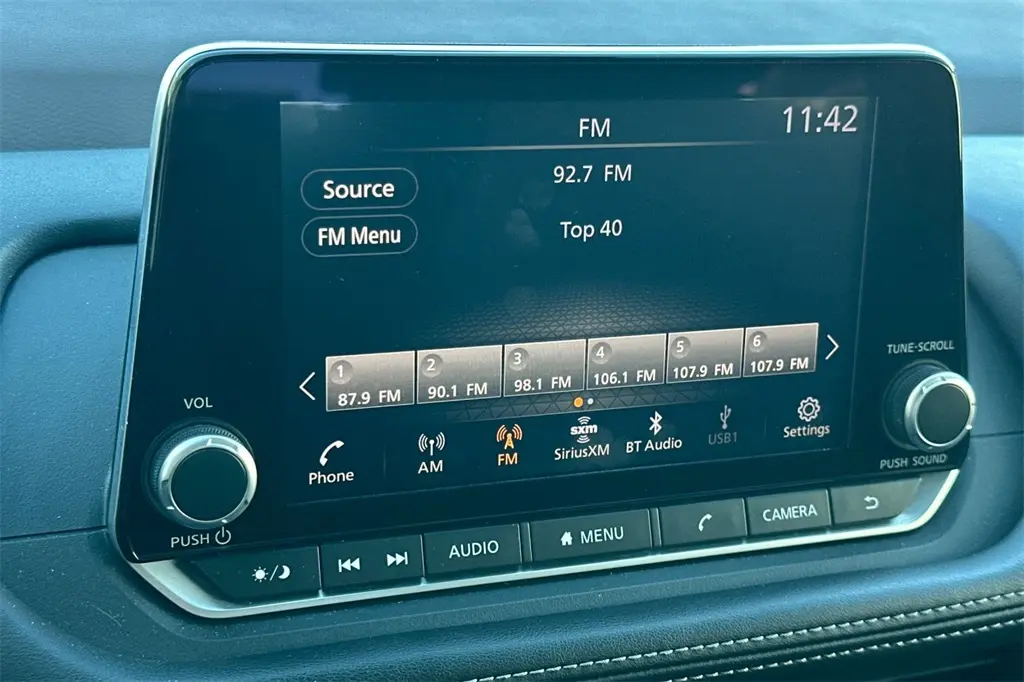 FM
11:42
Source
92.7 FM
FM Menu
Top 40
1
87.9 FM
2
90.1 FM
3
98.1 FM
4
106.1 FM
5
107.9 FM
6
107.9 FM
Phone
AM
FM
sxm
SiriusXM
BT Audio
USB1
Settings
VOL
PUSH
TUNE·SCROLL
PUSH SOUND
AUDIO
MENU
CAMERA